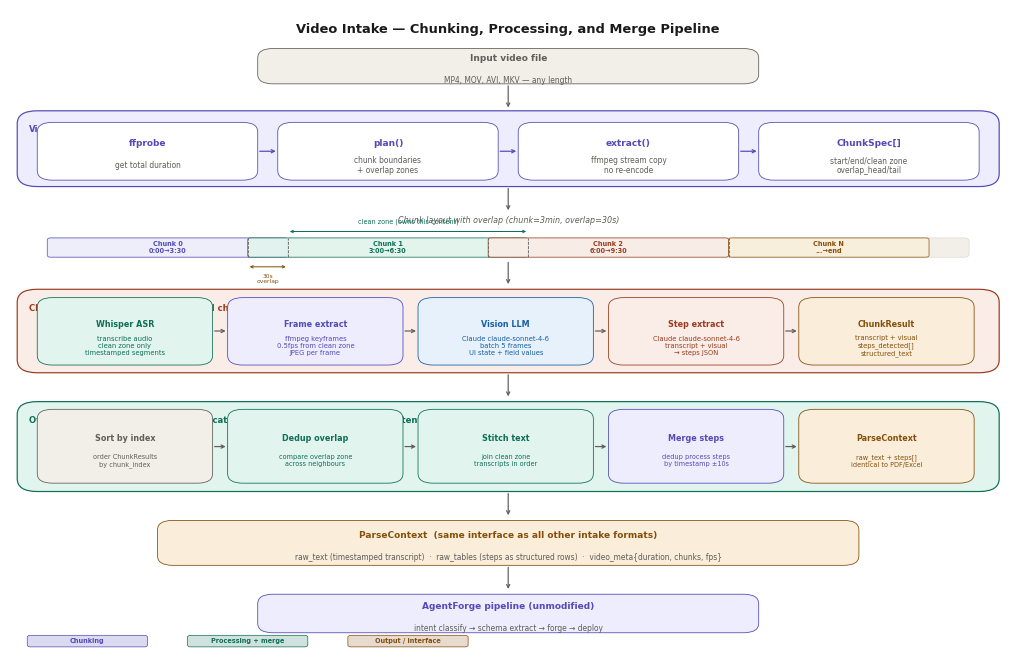 Video Intake — Chunking, Processing, and Merge Pipeline
Input video file
MP4, MOV, AVI, MKV — any length
ffprobe
get total duration
plan()
chunk boundaries
+ overlap zones
extract()
ffmpeg stream copy
no re-encode
ChunkSpec[]
start/end/clean zone
overlap_head/tail
Chunk layout with overlap (chunk=3min, overlap=30s)
clean zone (owns this content)
Chunk 0
0:00→3:30
Chunk 1
3:00→6:30
Chunk 2
6:00→9:30
Chunk N
...→end
30s
overlap
Whisper ASR
transcribe audio
clean zone only
timestamped segments
Frame extract
ffmpeg keyframes
0.5fps from clean zone
JPEG per frame
Vision LLM
Claude claude-sonnet-4-6
batch 5 frames
UI state + field values
Step extract
Claude claude-sonnet-4-6
transcript + visual
→ steps JSON
ChunkResult
transcript + visual
steps_detected[]
structured_text
Sort by index
order ChunkResults
by chunk_index
Dedup overlap
compare overlap zone
across neighbours
Stitch text
join clean zone
transcripts in order
Merge steps
dedup process steps
by timestamp ±10s
ParseContext
raw_text + steps[]
identical to PDF/Excel
ParseContext (same interface as all other intake formats)
raw_text (timestamped transcript) · raw_tables (steps as structured rows) · video_meta{duration, chunks, fps}
AgentForge pipeline (unmodified)
intent classify → schema extract → forge → deploy
Chunking
Processing + merge
Output / interface